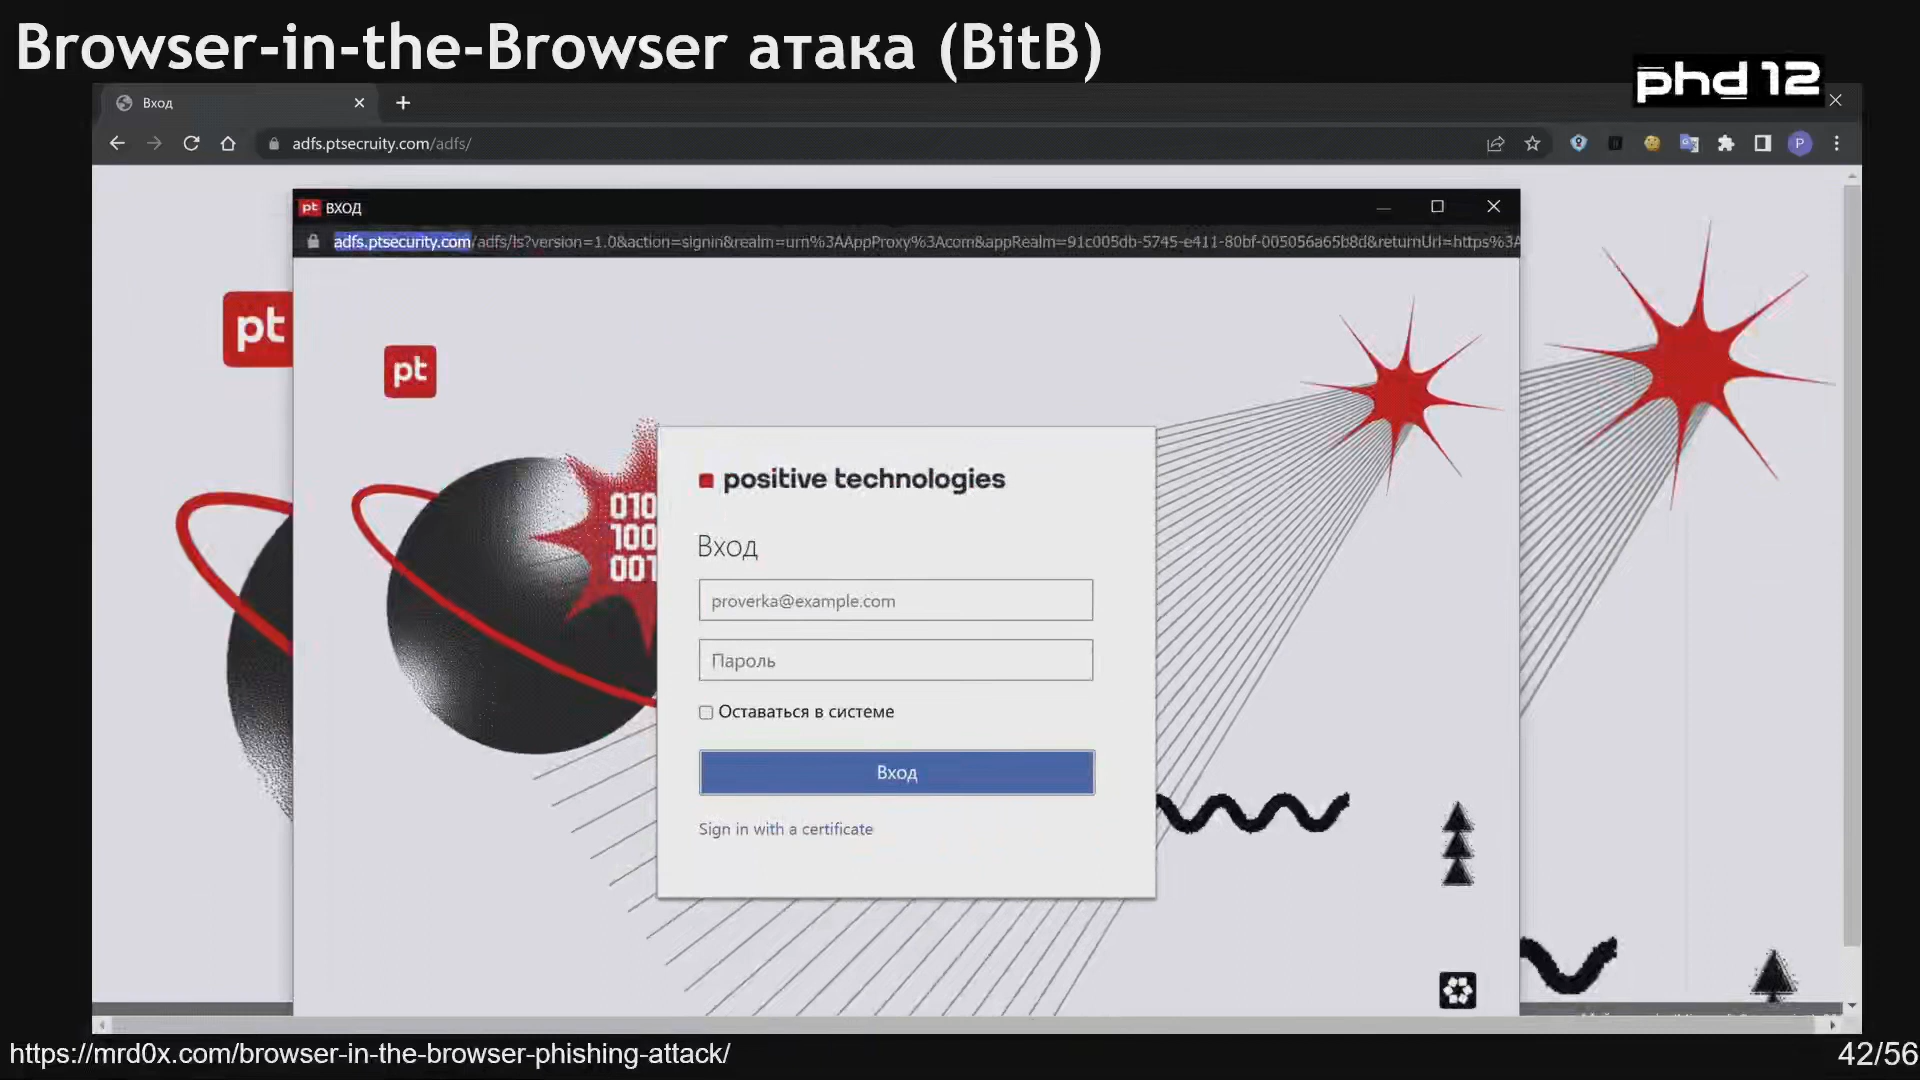 Browser-in-the-Browser атака (BitB)
phd 12
Вход
adfs.ptsecruity.com/adfs/
P
pt ВХОД
adfs.ptsecurity.com/adfs/ls?version=1.0&action=signin&realm=urn%3AAppProxy%3Acom&appRealm=91c005db-5745-e411-80bf-005056a65b8d&returnUrl=https%3A
pt
pt
010
100
001
positive technologies
Вход
proverka@example.com
Пароль
Оставаться в системе
Вход
Sign in with a certificate
https://mrd0x.com/browser-in-the-browser-phishing-attack/
42/56